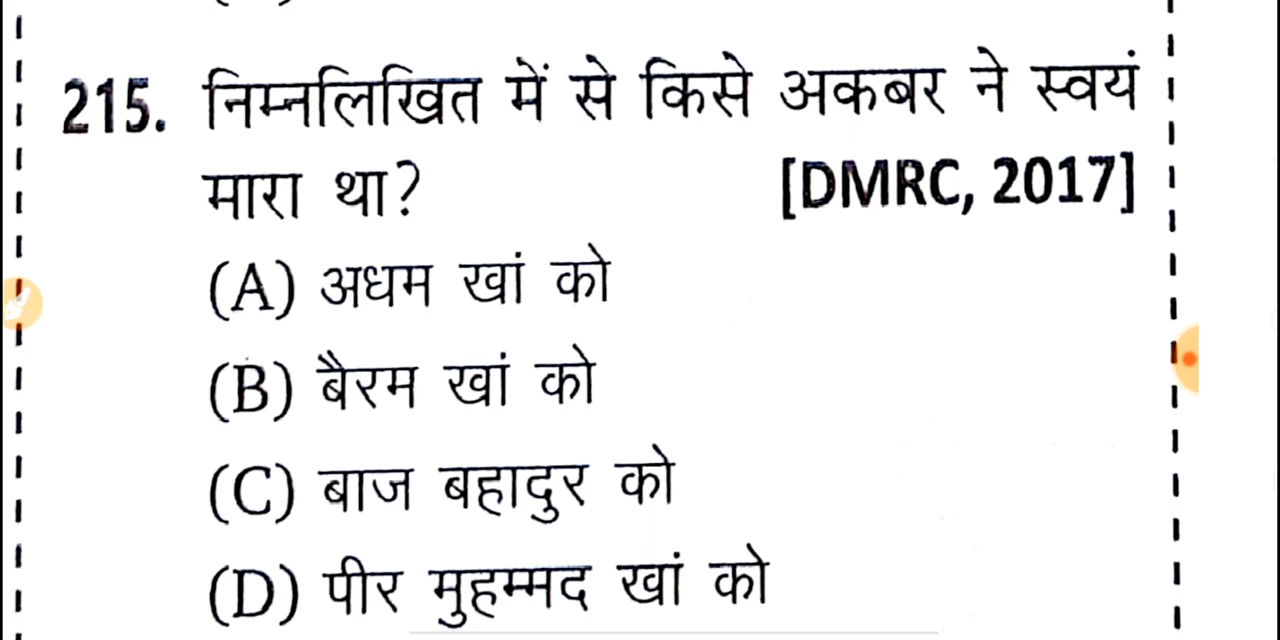 215. निम्नलिखित में से किसे अकबर ने स्वयं
मारा था? [DMRC, 2017]
(A) अधम खां को
(B) बैरम खां को
(C) बाज बहादुर को
(D) पीर मुहम्मद खां को